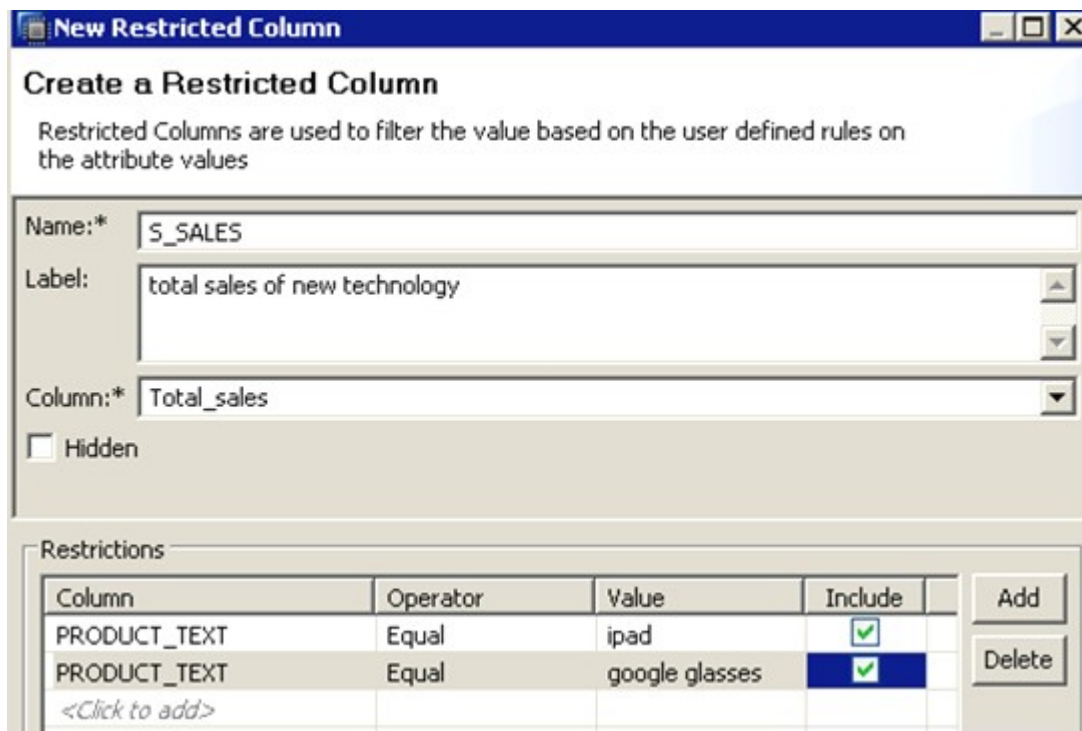 New Restricted Column
Create a Restricted Column
Restricted Columns are used to filter the value based on the user defined rules on
the attribute values
Name:* S_SALES
Label: total sales of new technology
Column:* Total_sales
Hidden
Restrictions
Column Operator Value Include Add
PRODUCT_TEXT Equal ipad
PRODUCT_TEXT Equal google glasses Delete
<Click to add>